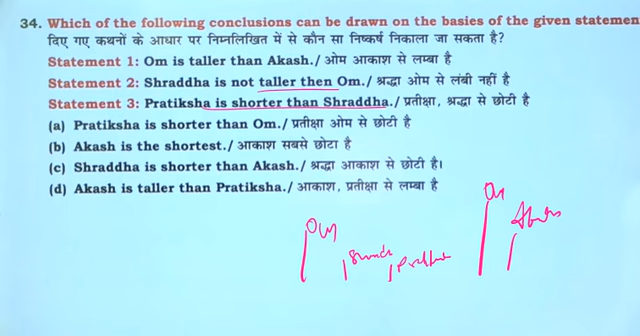 34. Which of the following conclusions can be drawn on the basies of the given statemen
दिए गए कथनों के आधार पर निम्नलिखित में से कौन सा निष्कर्ष निकाला जा सकता है?
Statement 1: Om is taller than Akash./ ओम आकाश से लम्बा है
Statement 2: Shraddha is not taller then Om./ श्रद्धा ओम से लंबी नहीं है
Statement 3: Pratiksha is shorter than Shraddha./ प्रतीक्षा, श्रद्धा से छोटी है
(a) Pratiksha is shorter than Om./ प्रतीक्षा ओम से छोटी है
(b) Akash is the shortest./ आकाश सबसे छोटा है
(c) Shraddha is shorter than Akash./ श्रद्धा आकाश से छोटी है।
(d) Akash is taller than Pratiksha./ आकाश, प्रतीक्षा से लम्बा है
Om
Om